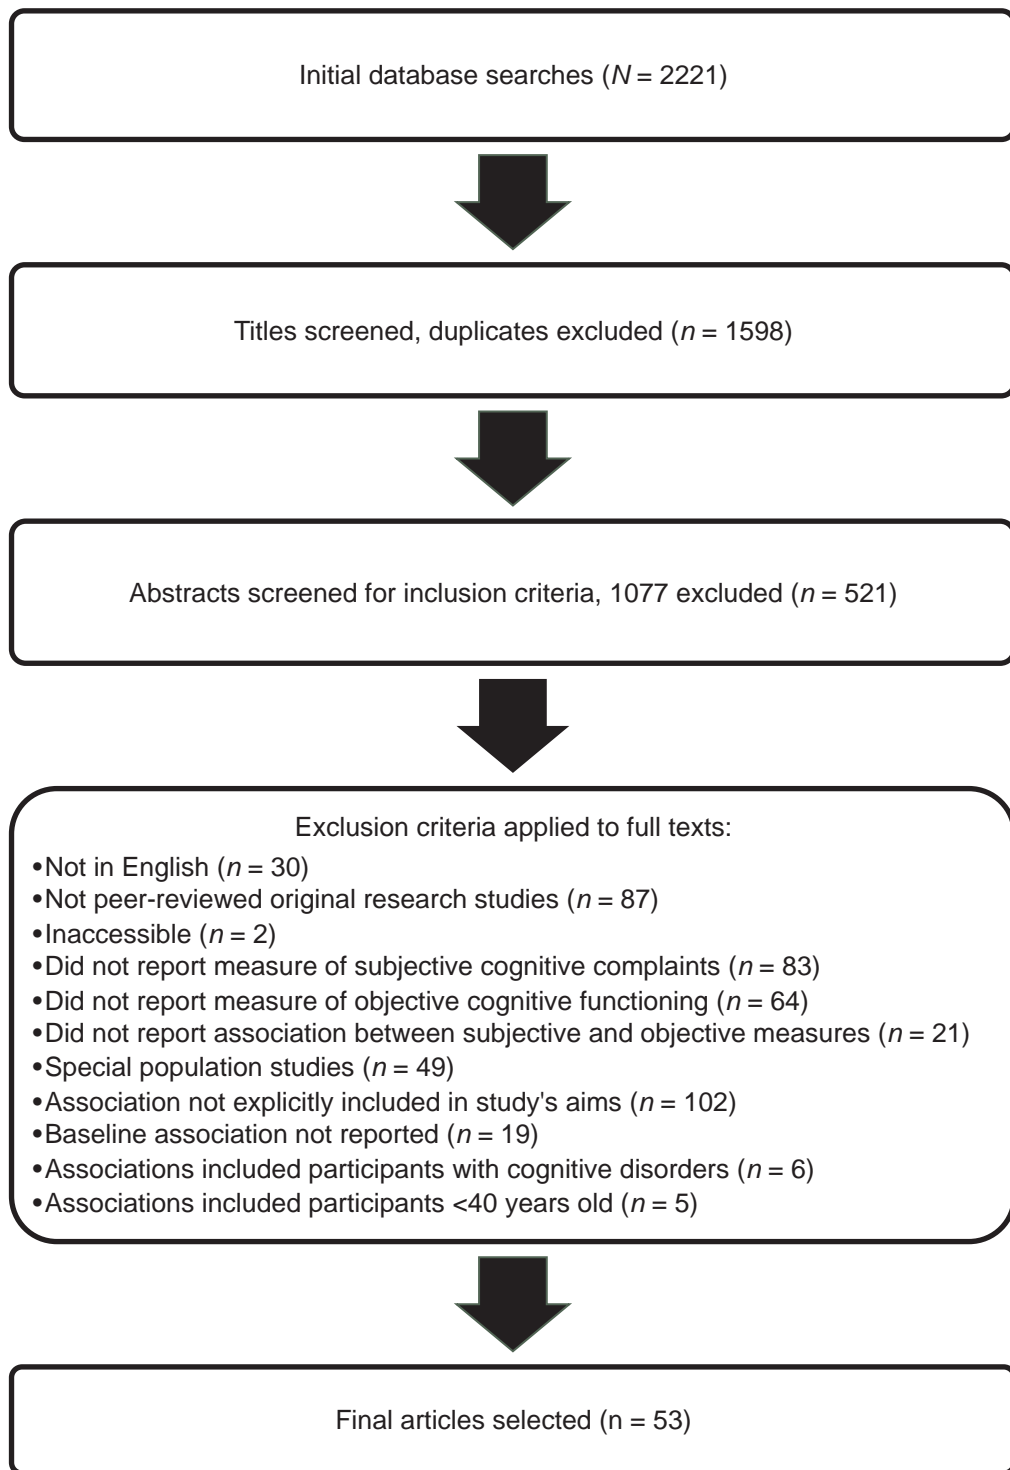 Initial database searches (N = 2221)
Titles screened, duplicates excluded (n = 1598)
Abstracts screened for inclusion criteria, 1077 excluded (n = 521)
Exclusion criteria applied to full texts:
•Not in English (n = 30)
•Not peer-reviewed original research studies (n = 87)
•Inaccessible (n = 2)
•Did not report measure of subjective cognitive complaints (n = 83)
•Did not report measure of objective cognitive functioning (n = 64)
•Did not report association between subjective and objective measures (n = 21)
•Special population studies (n = 49)
•Association not explicitly included in study's aims (n = 102)
•Baseline association not reported (n = 19)
•Associations included participants with cognitive disorders (n = 6)
•Associations included participants <40 years old (n = 5)
Final articles selected (n = 53)